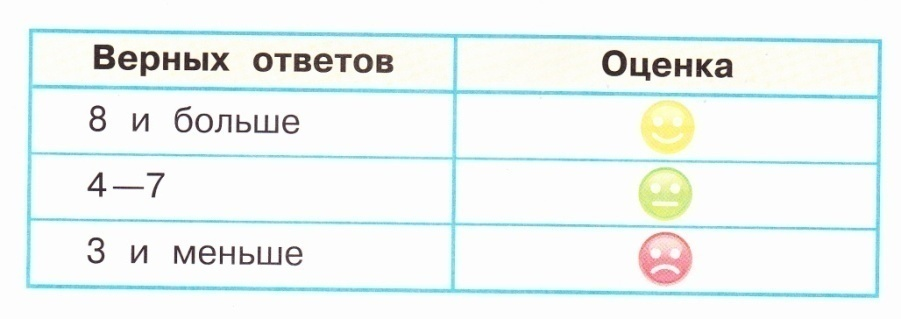 Верных ответов Оценка
8 и больше
4—7
3 и меньше